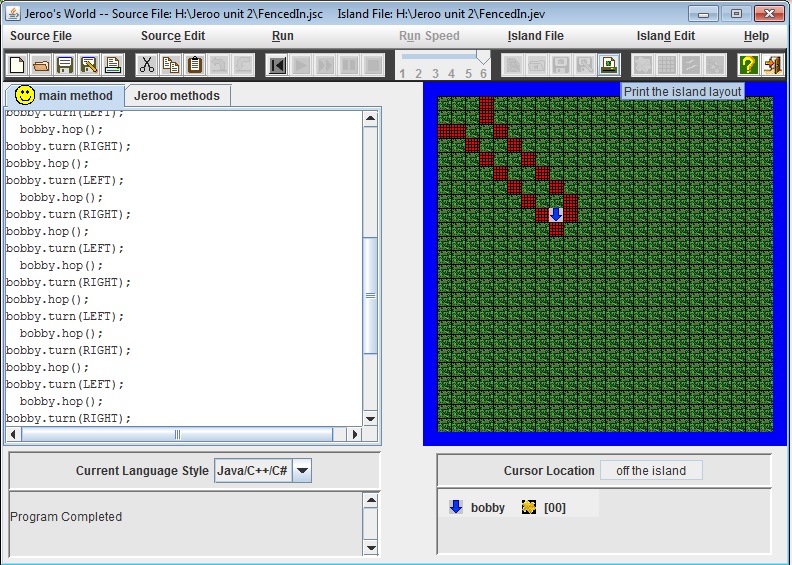 Jeroo's World -- Source File: H:\Jeroo unit 2\FencedIn.jsc Island File: H:\Jeroo unit 2\FencedIn.jev
Source File Source Edit Run Run Speed Island File Island Edit Help
1 2 3 4 5 6
Print the island layout
main method Jeroo methods
bobby.turn(LEFT);
bobby.hop();
bobby.turn(RIGHT);
bobby.hop();
bobby.turn(LEFT);
bobby.hop();
bobby.turn(RIGHT);
bobby.hop();
bobby.turn(LEFT);
bobby.hop();
bobby.turn(RIGHT);
bobby.hop();
bobby.turn(LEFT);
bobby.hop();
bobby.turn(RIGHT);
bobby.hop();
bobby.turn(LEFT);
bobby.hop();
bobby.turn(RIGHT);
Current Language Style Java/C++/C#
Cursor Location off the island
Program Completed
bobby [00]